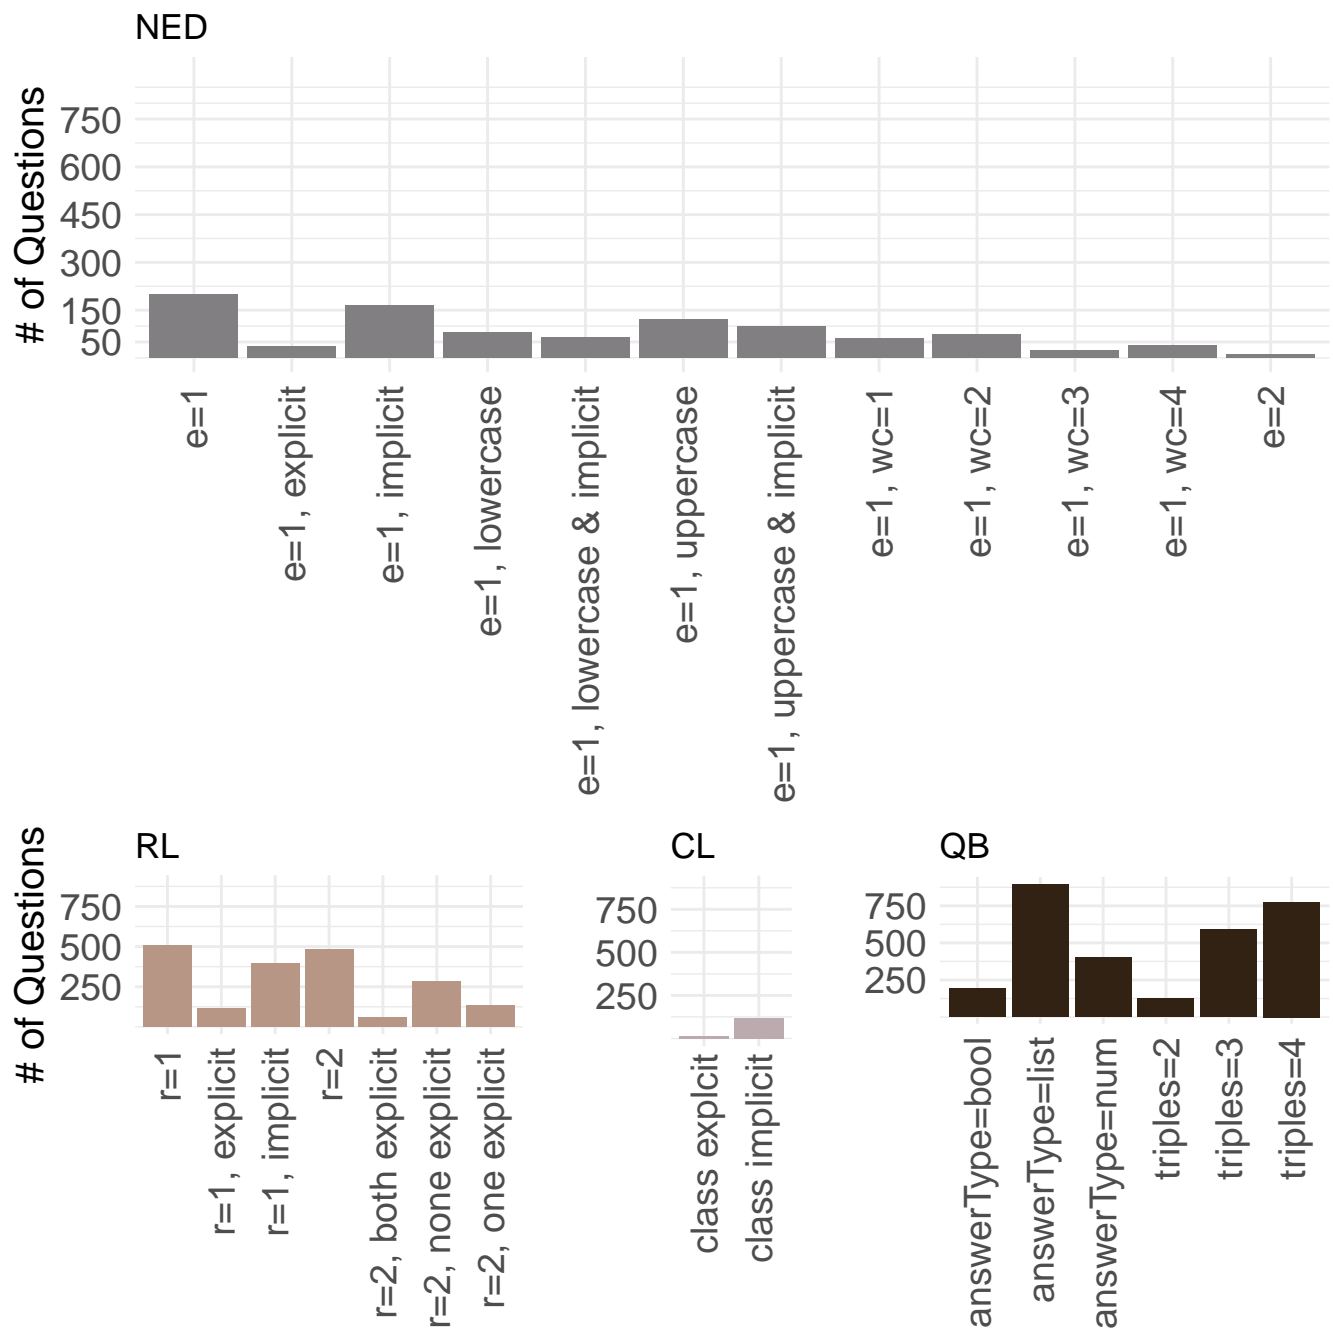 NED
# of Questions
750
600
450
300
150
50
e=1
e=1, explicit
e=1, implicit
e=1, lowercase
e=1, lowercase & implicit
e=1, uppercase
e=1, uppercase & implicit
e=1, wc=1
e=1, wc=2
e=1, wc=3
e=1, wc=4
e=2
RL
# of Questions
750
500
250
r=1
r=1, explicit
r=1, implicit
r=2
r=2, both explicit
r=2, none explicit
r=2, one explicit
CL
750
500
250
class explcit
class implicit
QB
750
500
250
answerType=bool
answerType=list
answerType=num
triples=2
triples=3
triples=4